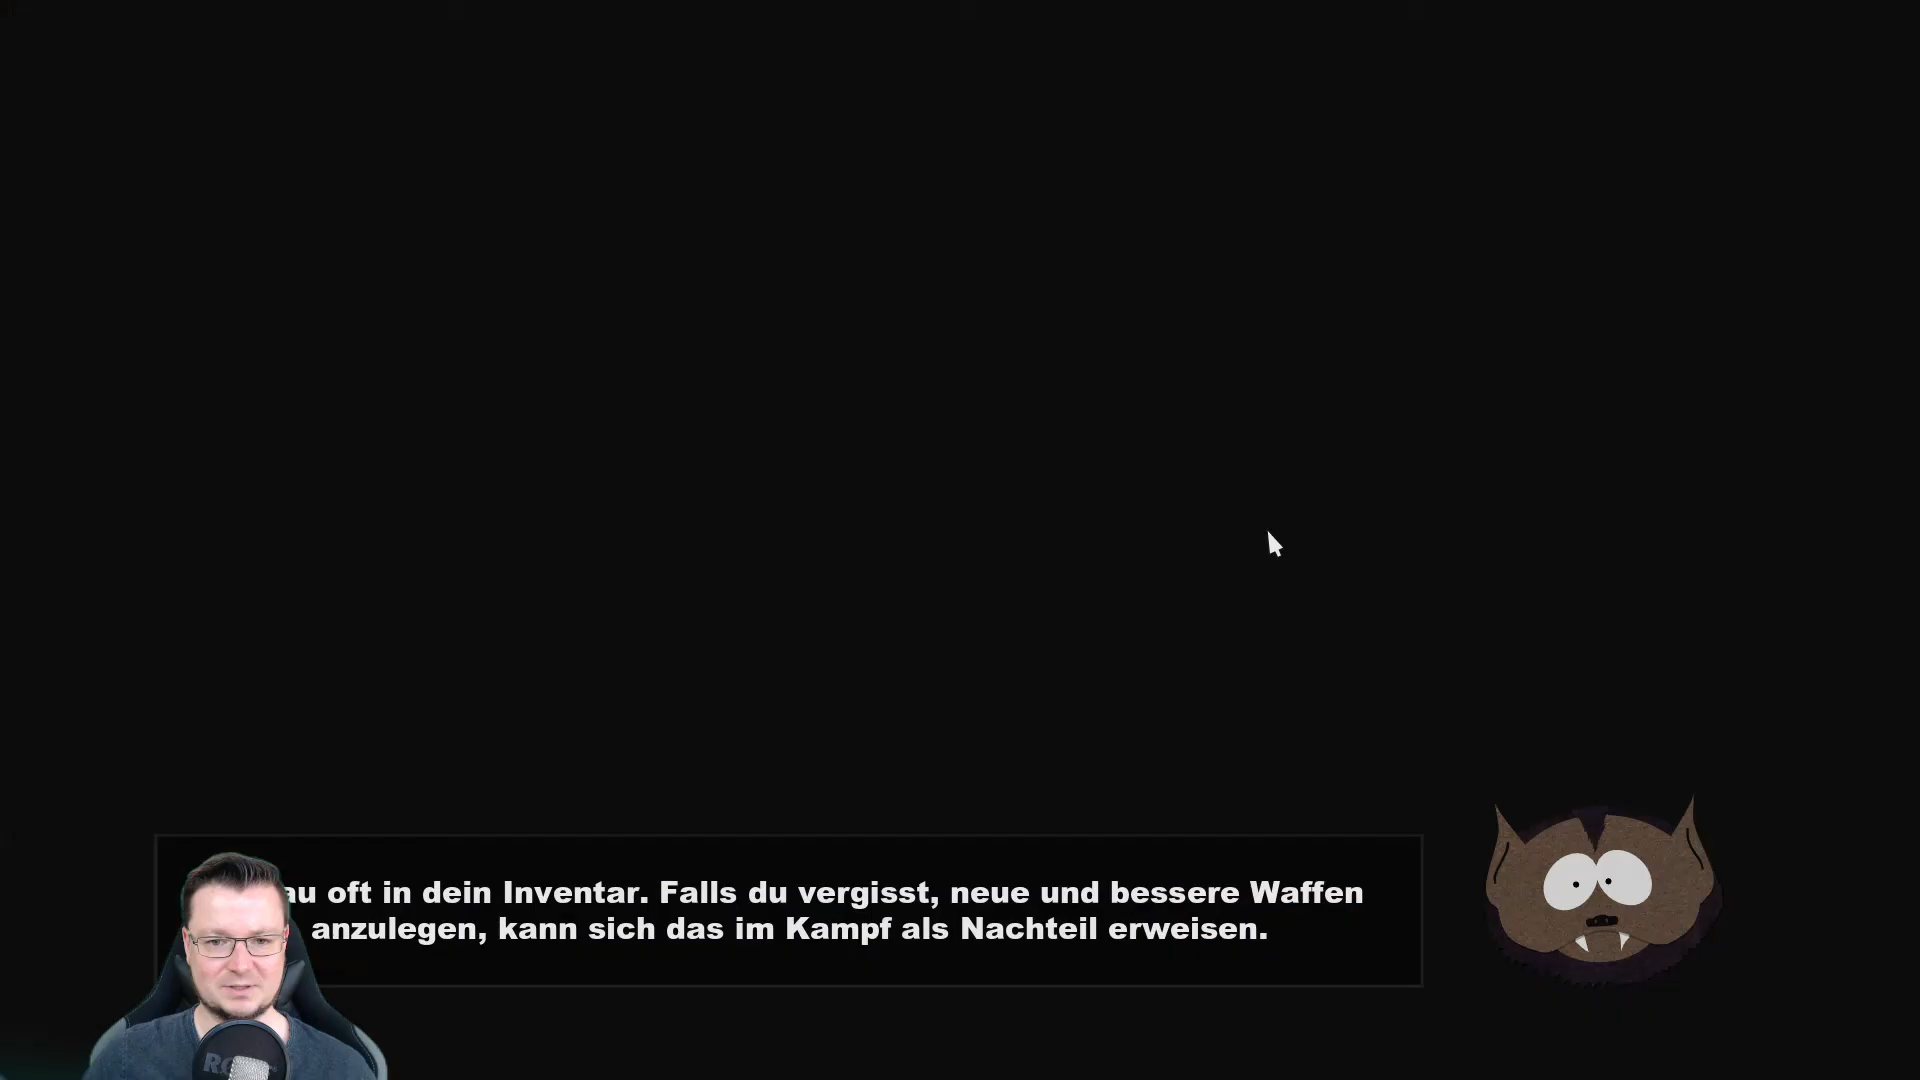 au oft in dein Inventar. Falls du vergisst, neue und bessere Waffen
anzulegen, kann sich das im Kampf als Nachteil erweisen.